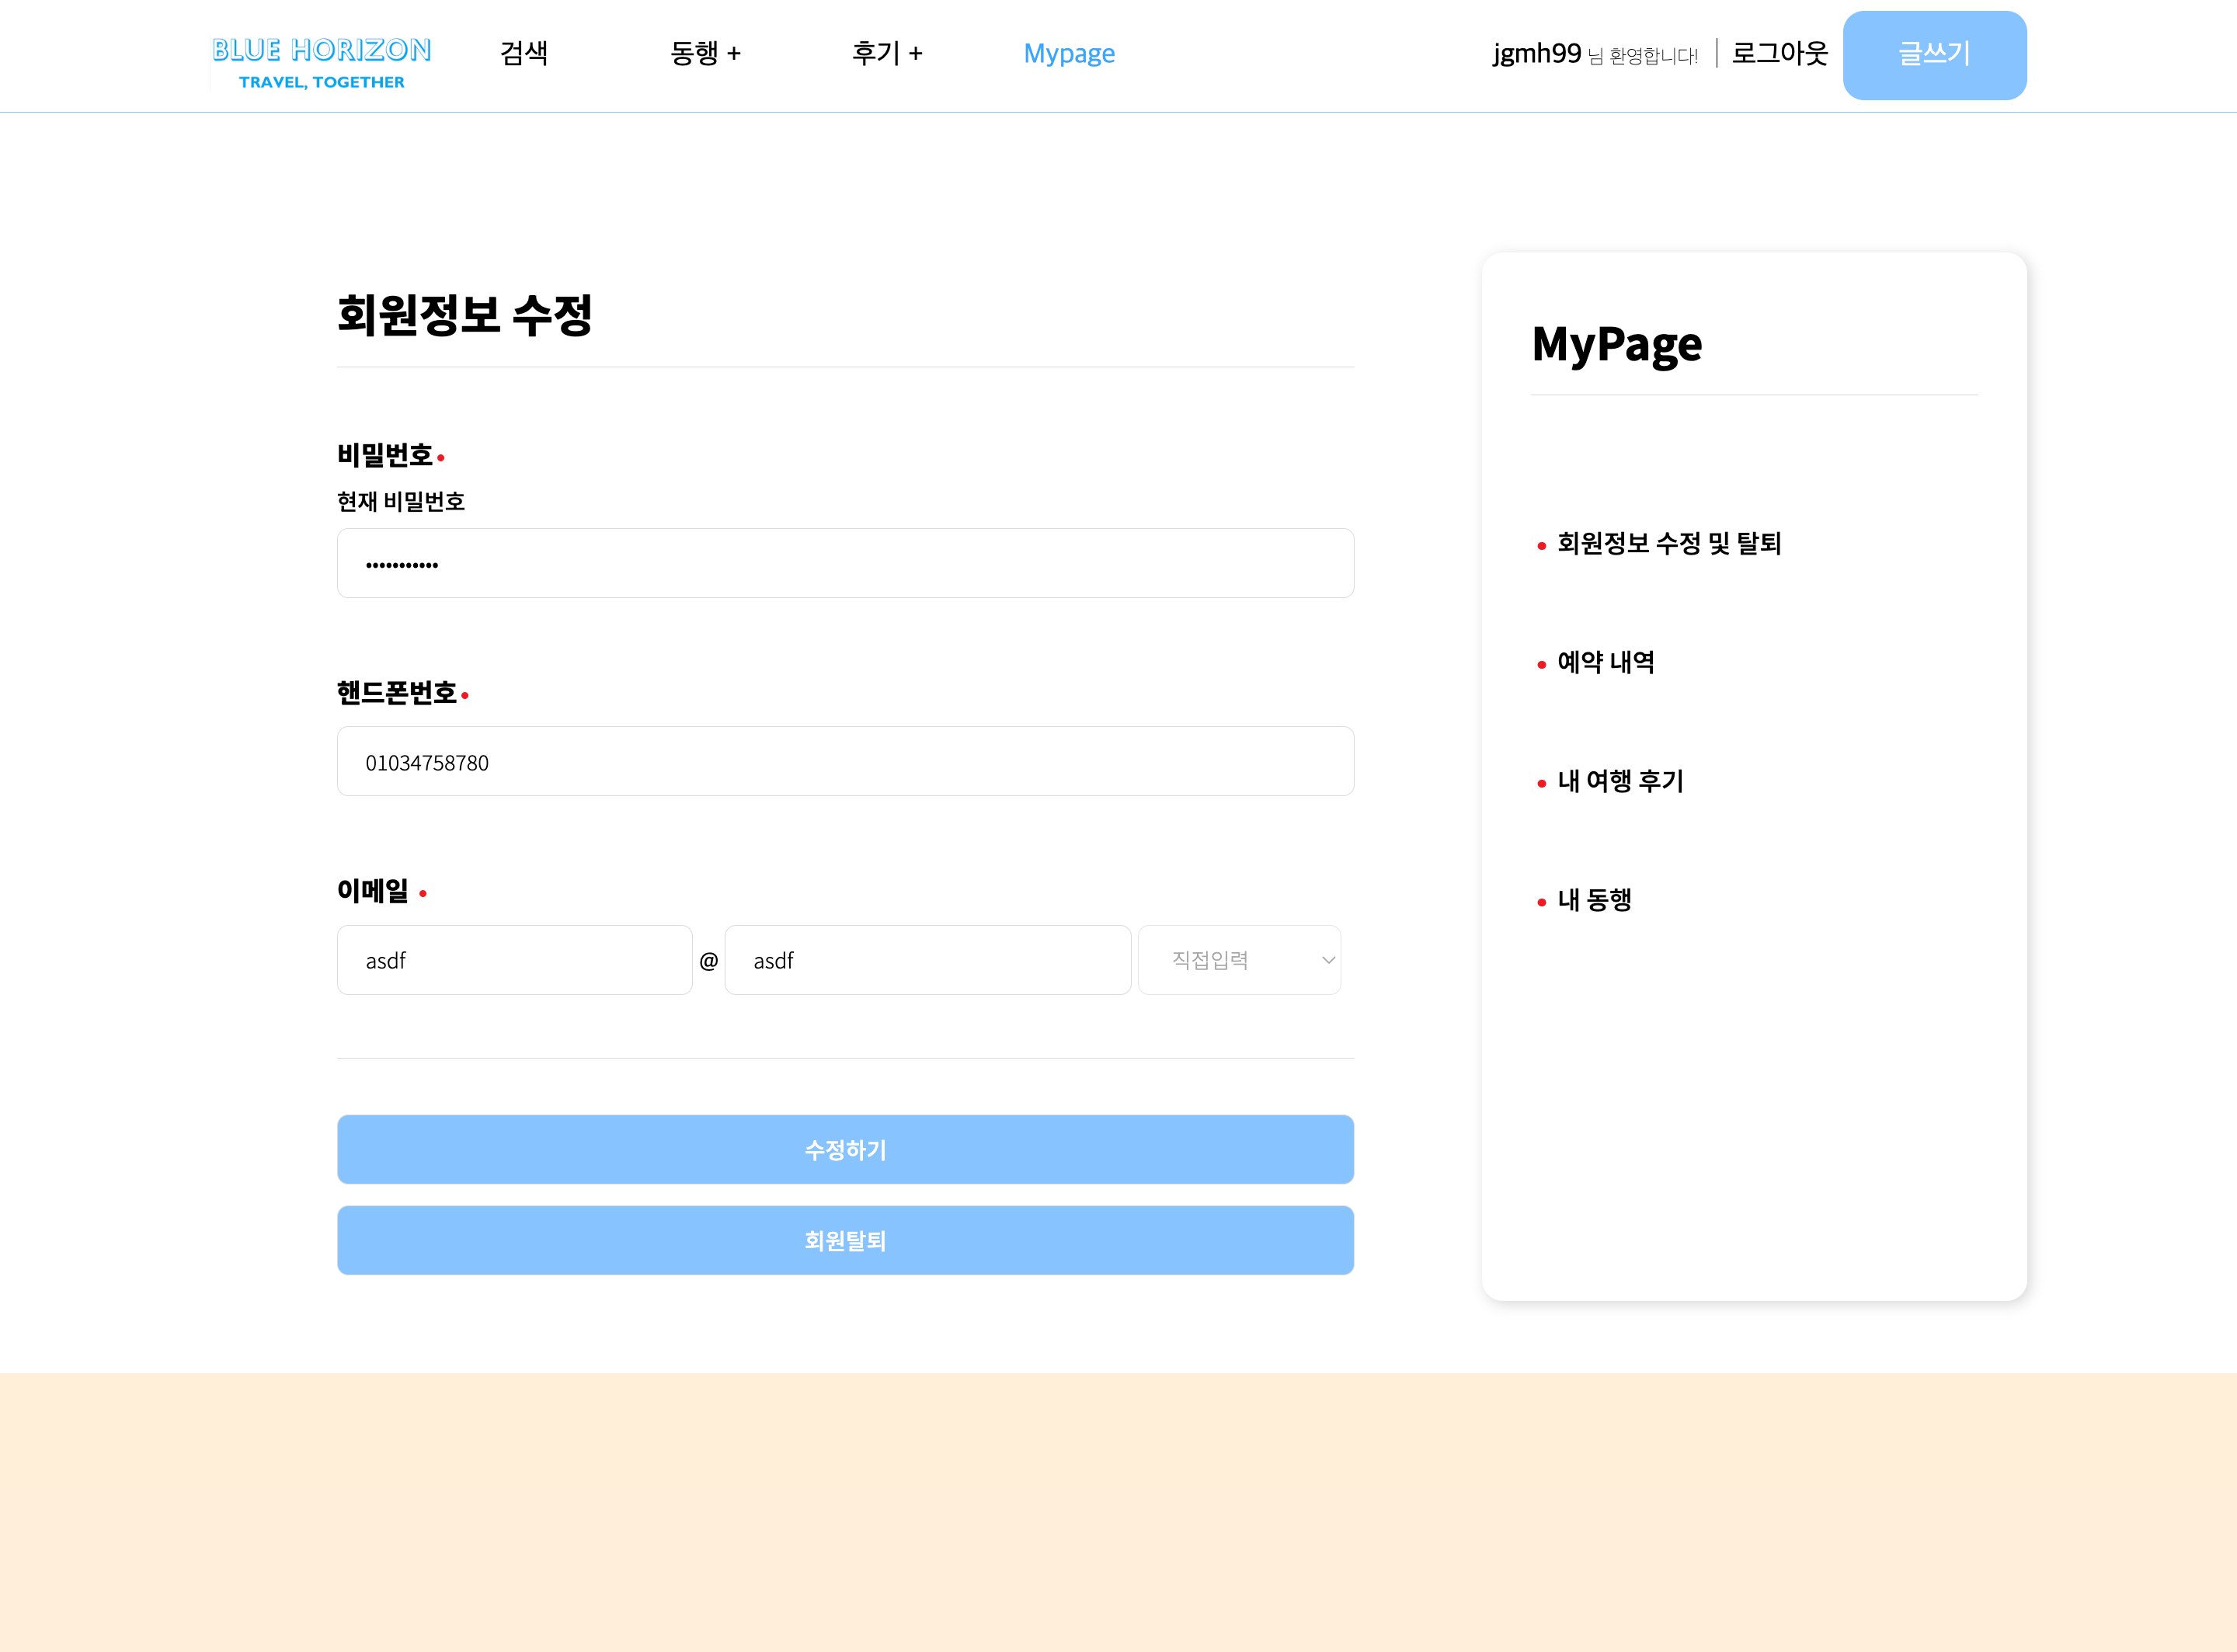 BLUE HORIZON
TRAVEL, TOGETHER
검색
동행 +
후기 +
Mypage
jgmh99 님 환영합니다!
로그아웃
글쓰기
회원정보 수정
비밀번호
현재 비밀번호
•••••••••••
핸드폰번호
01034758780
이메일
asdf @ asdf 직접입력
수정하기
회원탈퇴
MyPage
회원정보 수정 및 탈퇴
예약 내역
내 여행 후기
내 동행